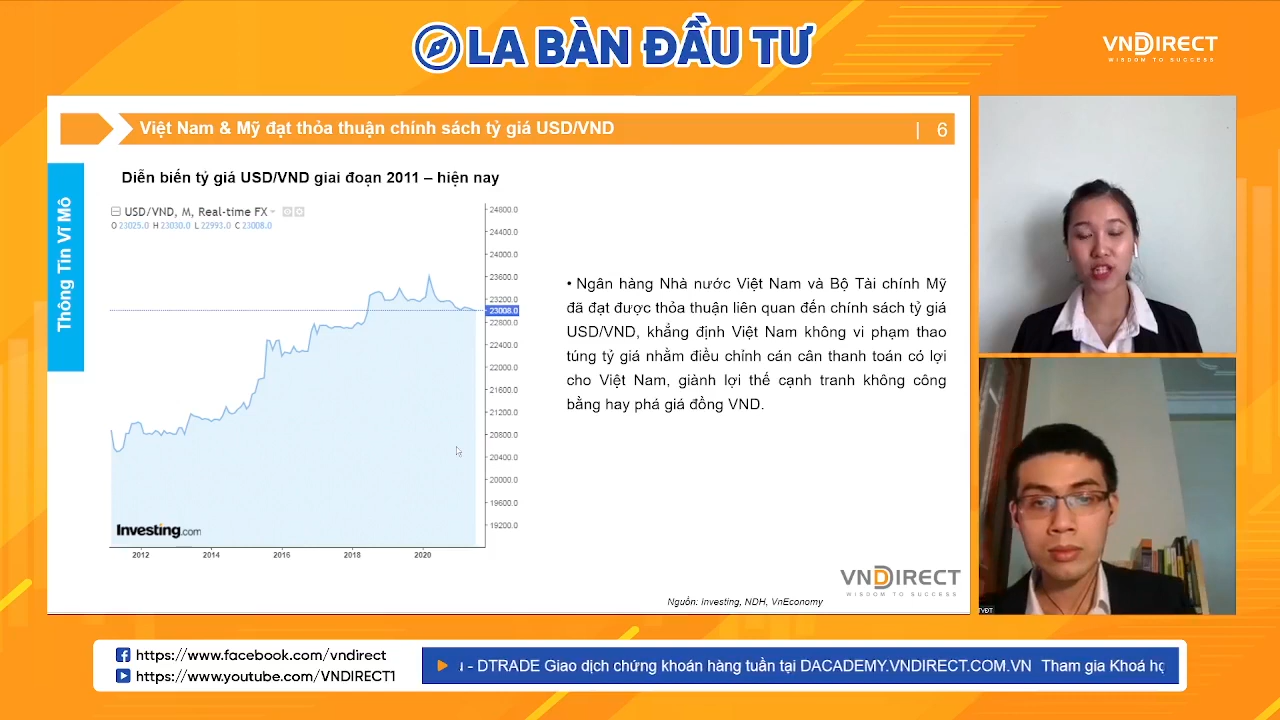 LA BÀN ĐẦU TƯ
VNDIRECT
WISDOM TO SUCCESS
Việt Nam & Mỹ đạt thỏa thuận chính sách tỷ giá USD/VND
| 6
Thông Tin Vĩ Mô
Diễn biến tỷ giá USD/VND giai đoạn 2011 – hiện nay
USD/VND, M, Real-time FX
O 23025.0 H 23030.0 L 22993.0 C 23008.0
24800.0
24400.0
24000.0
23600.0
23200.0
23008.0
22800.0
22400.0
22000.0
21600.0
21200.0
20800.0
20400.0
20000.0
19600.0
19200.0
Investing.com
2012 2014 2016 2018 2020
• Ngân hàng Nhà nước Việt Nam và Bộ Tài chính Mỹ
đã đạt được thỏa thuận liên quan đến chính sách tỷ giá
USD/VND, khẳng định Việt Nam không vi phạm thao
túng tỷ giá nhằm điều chỉnh cán cân thanh toán có lợi
cho Việt Nam, giành lợi thế cạnh tranh không công
bằng hay phá giá đồng VND.
VNDIRECT
WISDOM TO SUCCESS
Nguồn: Investing, NDH, VnEconomy
TVĐT
https://www.facebook.com/vndirect
https://www.youtube.com/VNDIRECT1
- DTRADE Giao dịch chứng khoán hàng tuần tại DACADEMY.VNDIRECT.COM.VN Tham gia Khoá